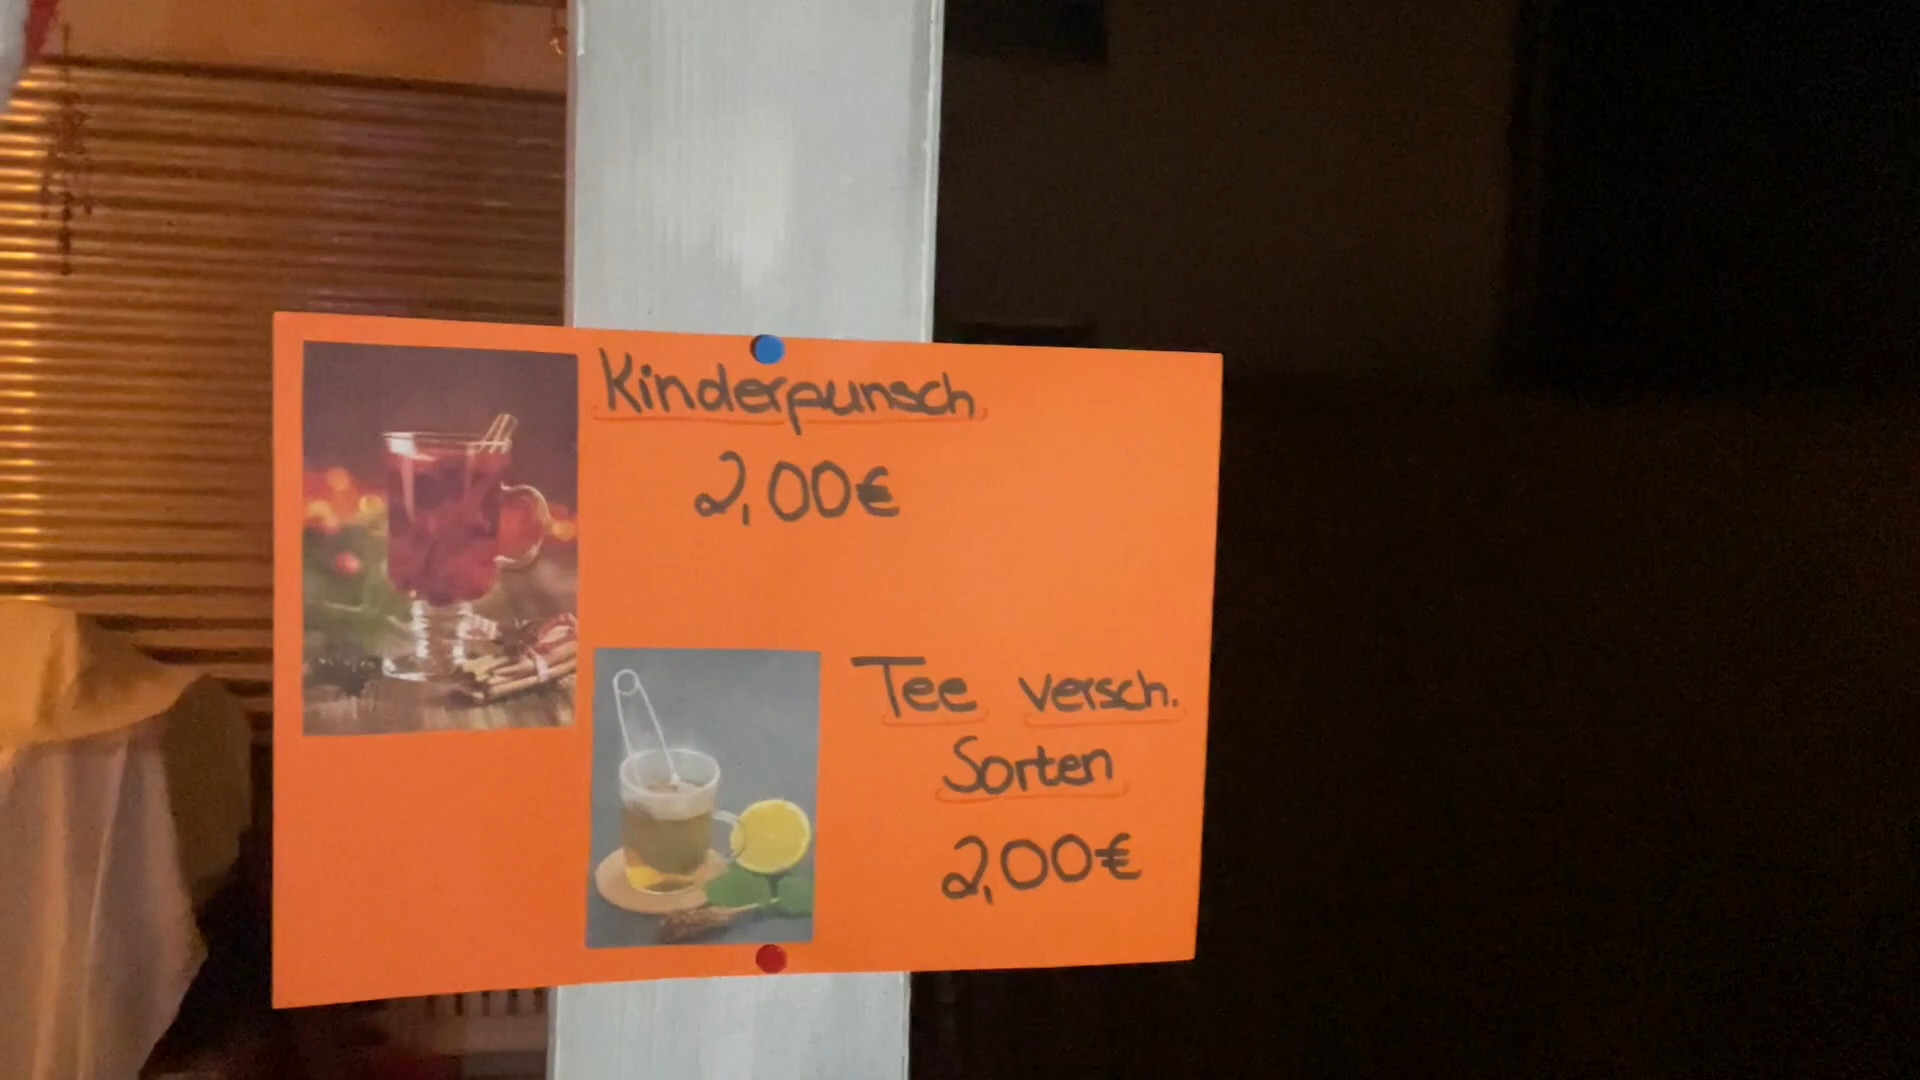 Kinderpunsch
2,00€
Tee versch.
Sorten
2,00€